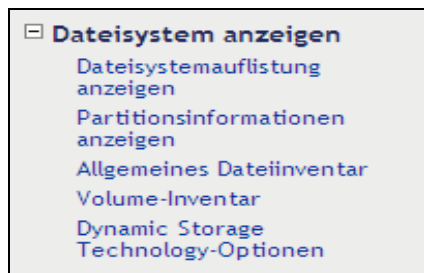 Dateisystem anzeigen
Dateisystemauflistung
anzeigen
Partitionsinformationen
anzeigen
Allgemeines Dateiinventar
Volume-Inventar
Dynamic Storage
Technology-Optionen